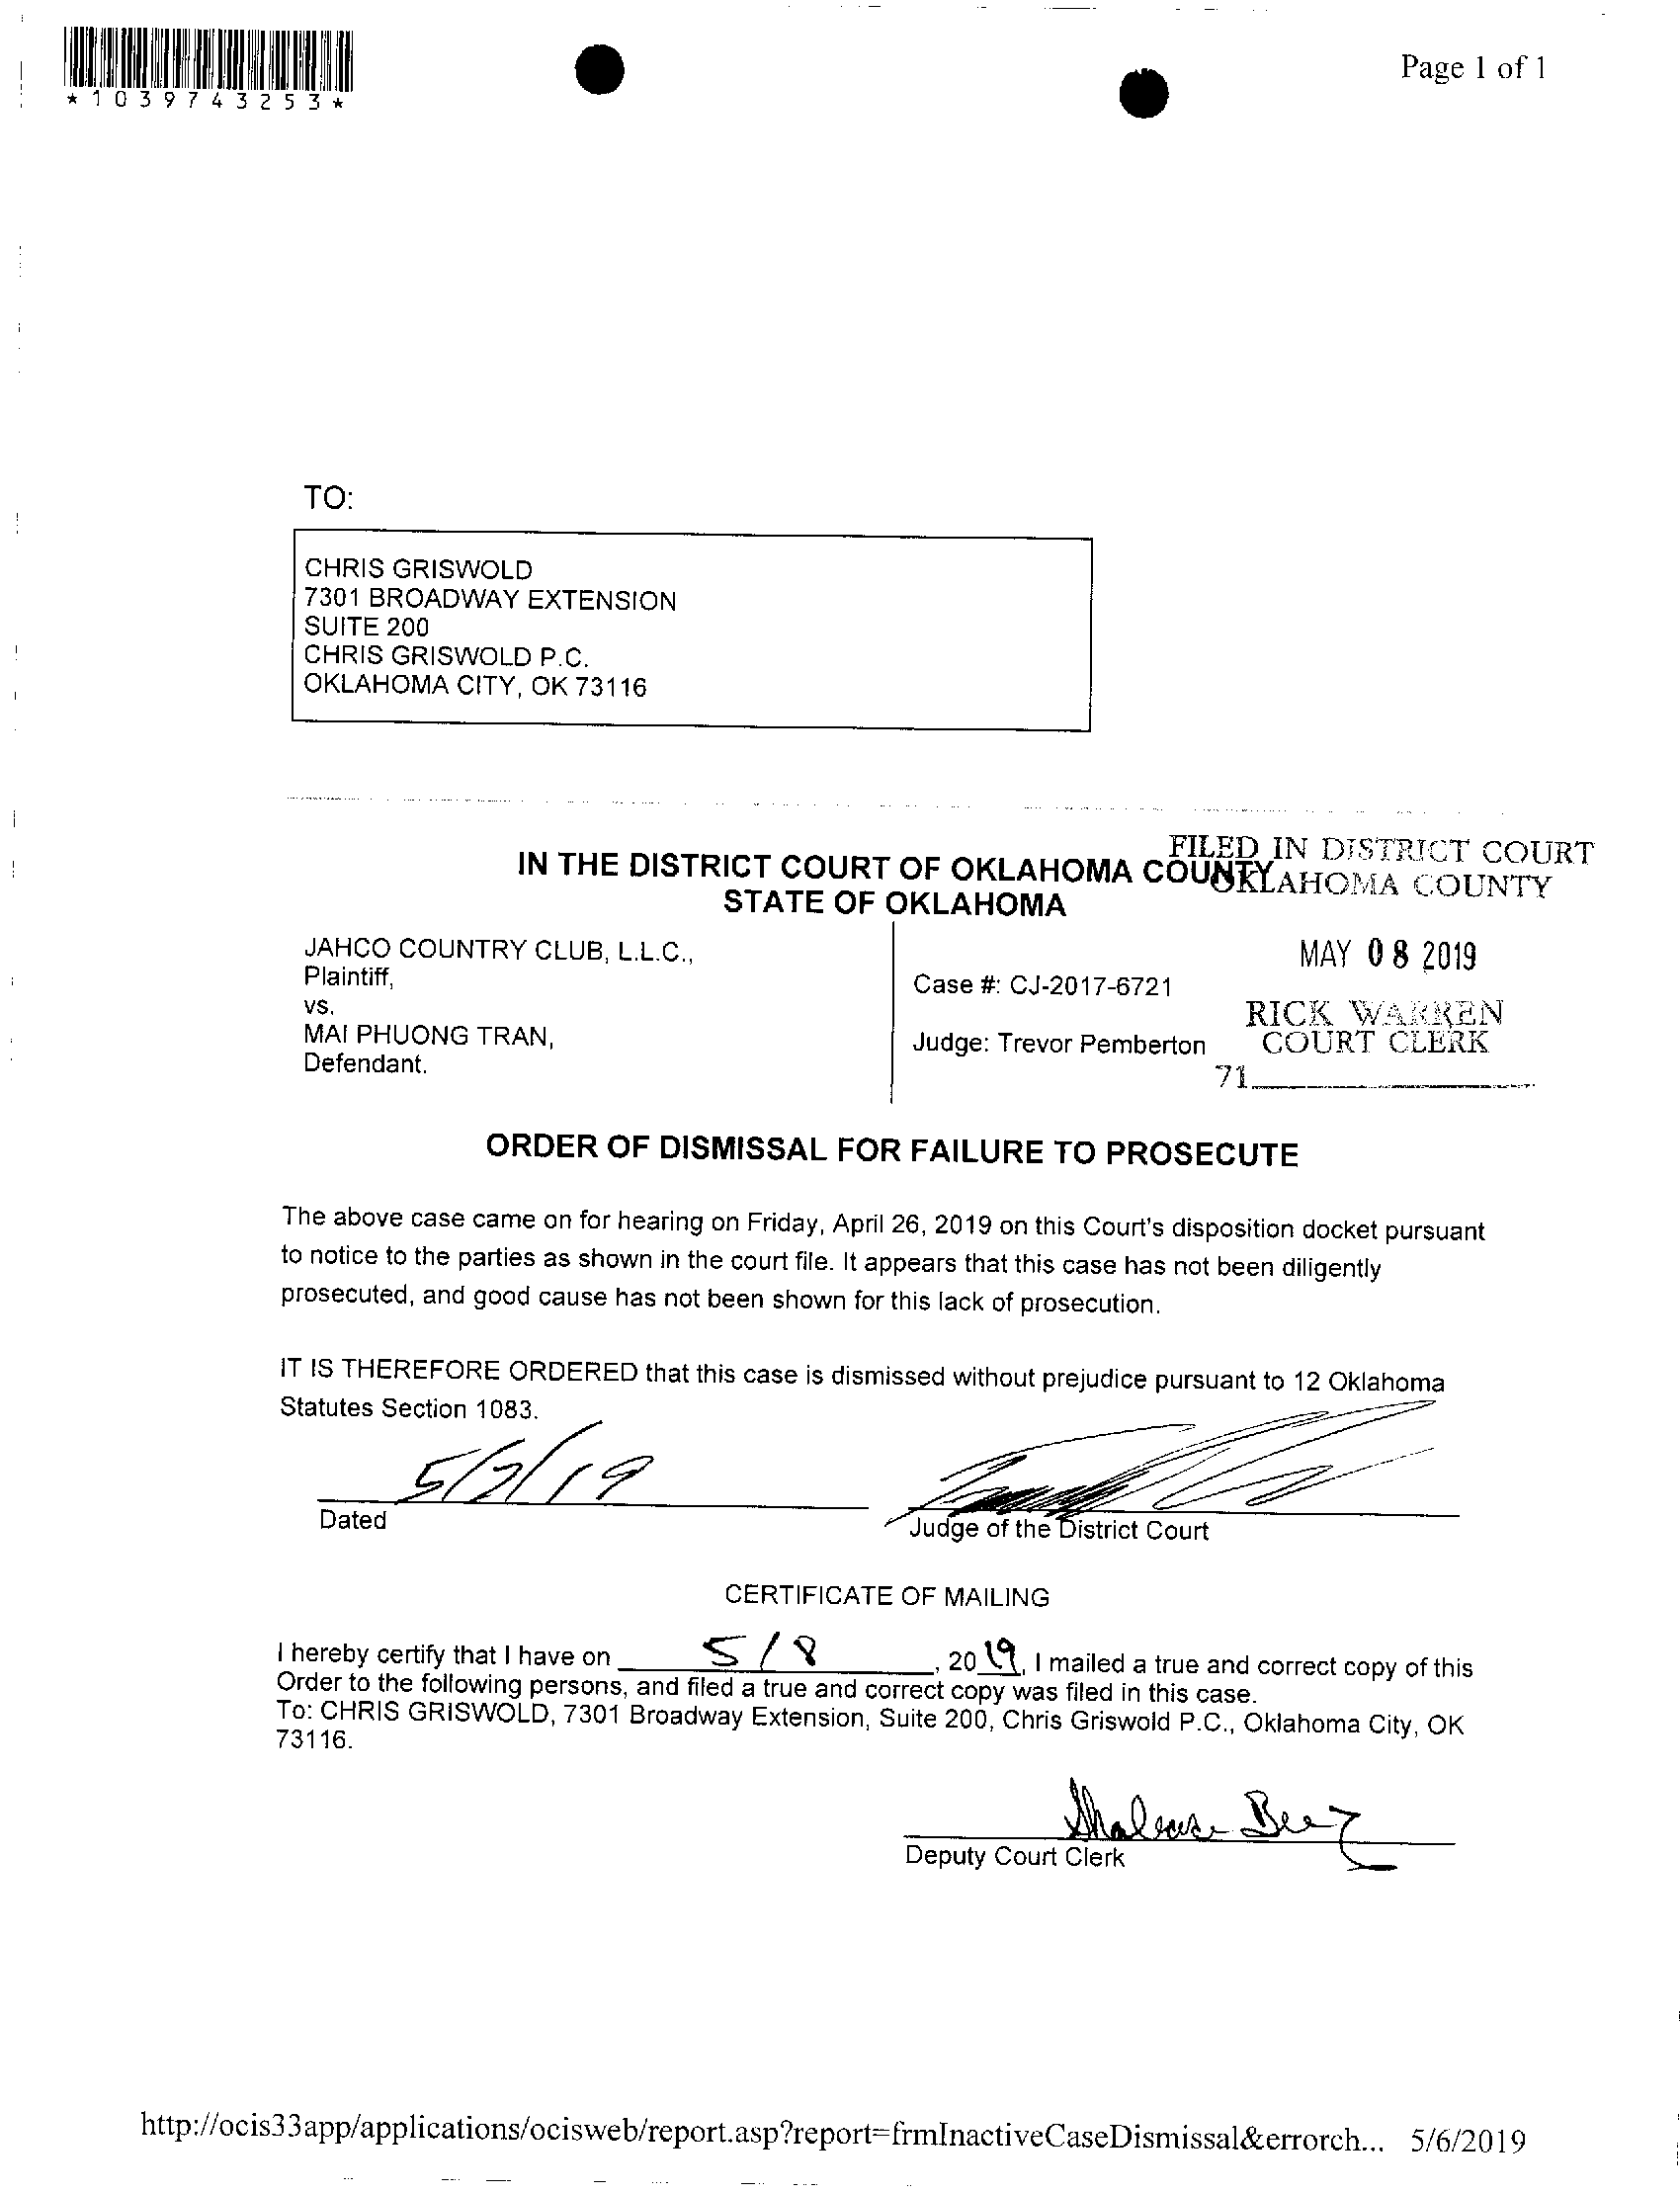 Page 1 of 1
* 1 0 3 9 7 4 3 2 5 3 *
TO:
CHRIS GRISWOLD
7301 BROADWAY EXTENSION
SUITE 200
CHRIS GRISWOLD P.C.
OKLAHOMA CITY, OK 73116
FILED IN DISTRICT COURT
OKLAHOMA COUNTY
IN THE DISTRICT COURT OF OKLAHOMA COUNTY
STATE OF OKLAHOMA
JAHCO COUNTRY CLUB, L.L.C.,
Plaintiff,
vs.
MAI PHUONG TRAN,
Defendant.
Case #: CJ-2017-6721
Judge: Trevor Pemberton
MAY 08 2019
RICK WARREN
COURT CLERK
71
ORDER OF DISMISSAL FOR FAILURE TO PROSECUTE
The above case came on for hearing on Friday, April 26, 2019 on this Court's disposition docket pursuant
to notice to the parties as shown in the court file. It appears that this case has not been diligently
prosecuted, and good cause has not been shown for this lack of prosecution.
IT IS THEREFORE ORDERED that this case is dismissed without prejudice pursuant to 12 Oklahoma
Statutes Section 1083.
5/7/19
Dated
Judge of the District Court
CERTIFICATE OF MAILING
I hereby certify that I have on 5/8, 2019, I mailed a true and correct copy of this
Order to the following persons, and filed a true and correct copy was filed in this case.
To: CHRIS GRISWOLD, 7301 Broadway Extension, Suite 200, Chris Griswold P.C., Oklahoma City, OK
73116.
Deputy Court Clerk
http://ocis33app/applications/ocisweb/report.asp?report=frmInactiveCaseDismissal&errorch... 5/6/2019